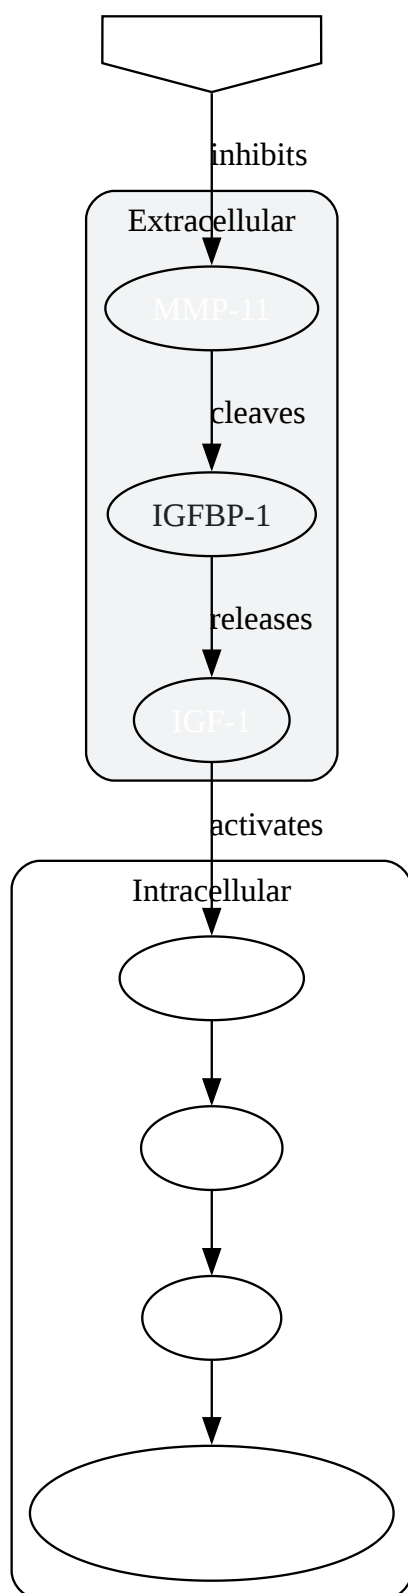 inhibits
Extracellular
MMP-11
cleaves
IGFBP-1
releases
IGF-1
activates
Intracellular